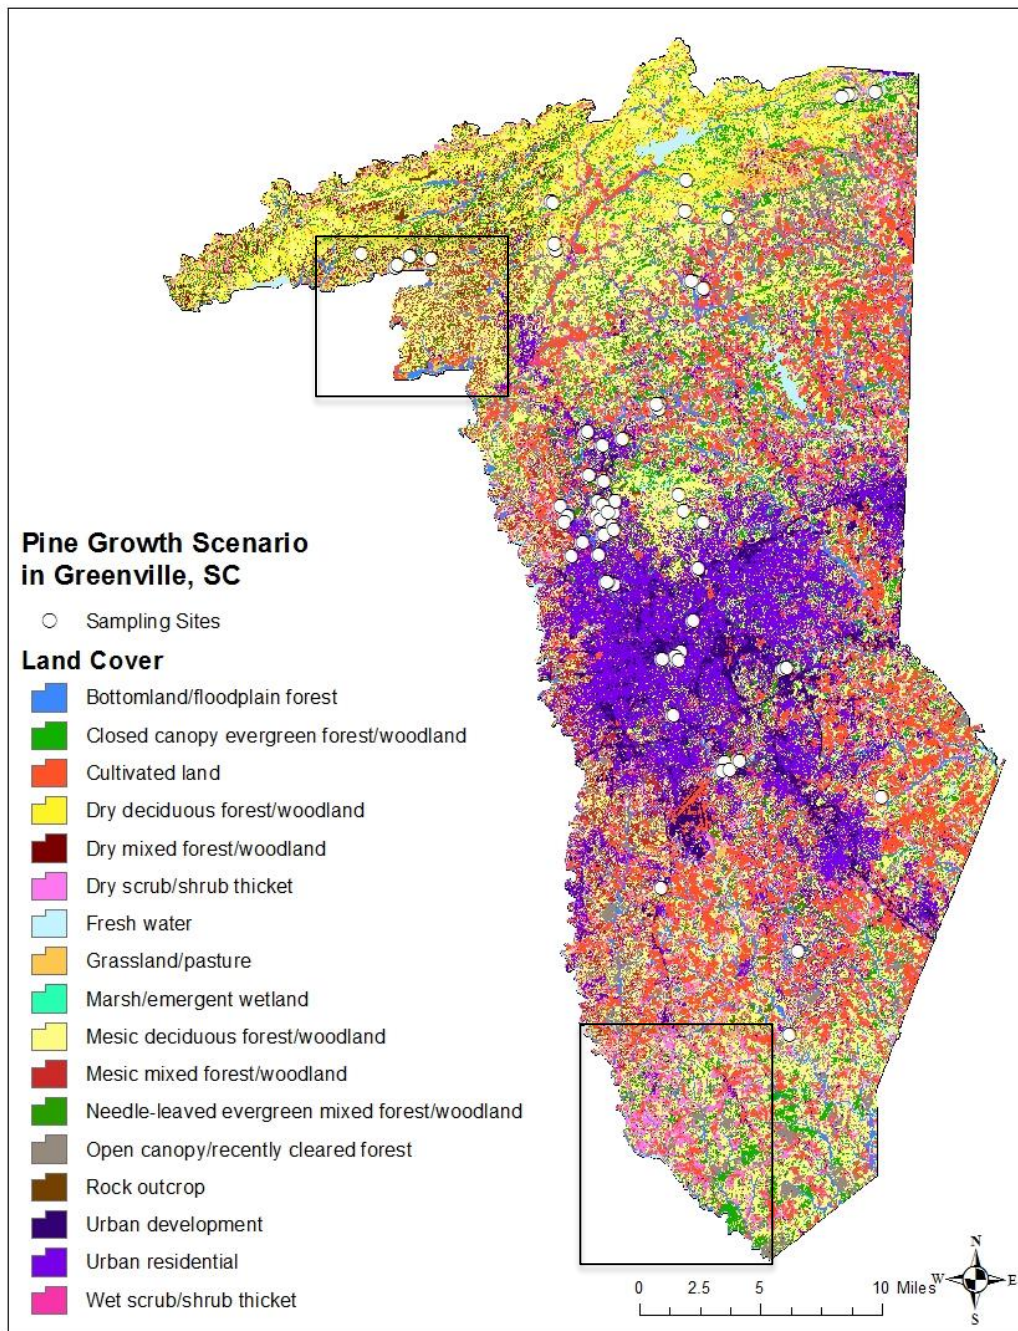 Pine Growth Scenario
in Greenville, SC
Sampling Sites
Land Cover
Bottomland/floodplain forest
Closed canopy evergreen forest/woodland
Cultivated land
Dry deciduous forest/woodland
Dry mixed forest/woodland
Dry scrub/shrub thicket
Fresh water
Grassland/pasture
Marsh/emergent wetland
Mesic deciduous forest/woodland
Mesic mixed forest/woodland
Needle-leaved evergreen mixed forest/woodland
Open canopy/recently cleared forest
Rock outcrop
Urban development
Urban residential
Wet scrub/shrub thicket
0 2.5 5 10 Miles
N
W E
S